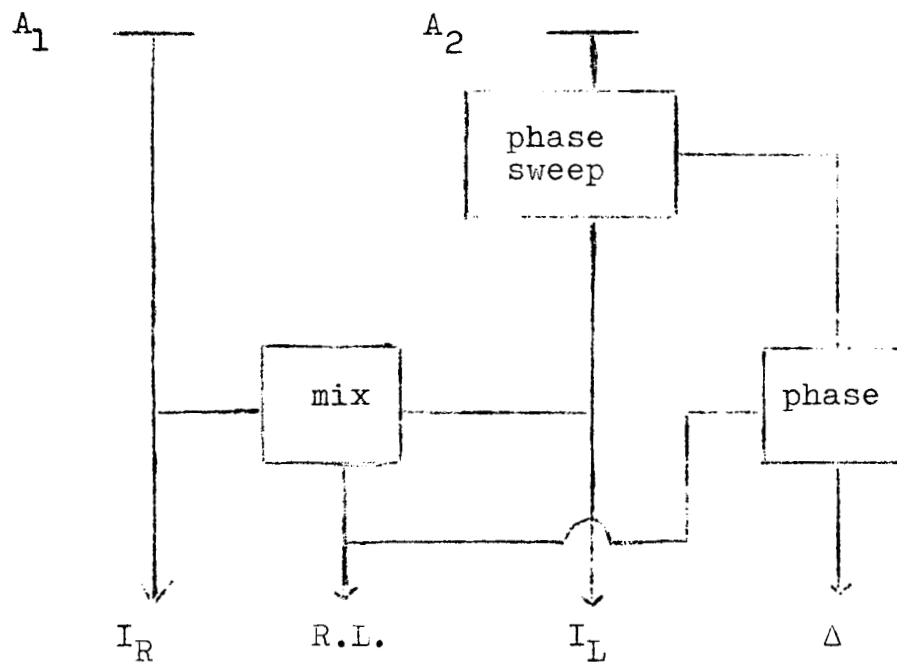 A1
A2
phase
sweep
mix
phase
IR
R.L.
IL
Δ